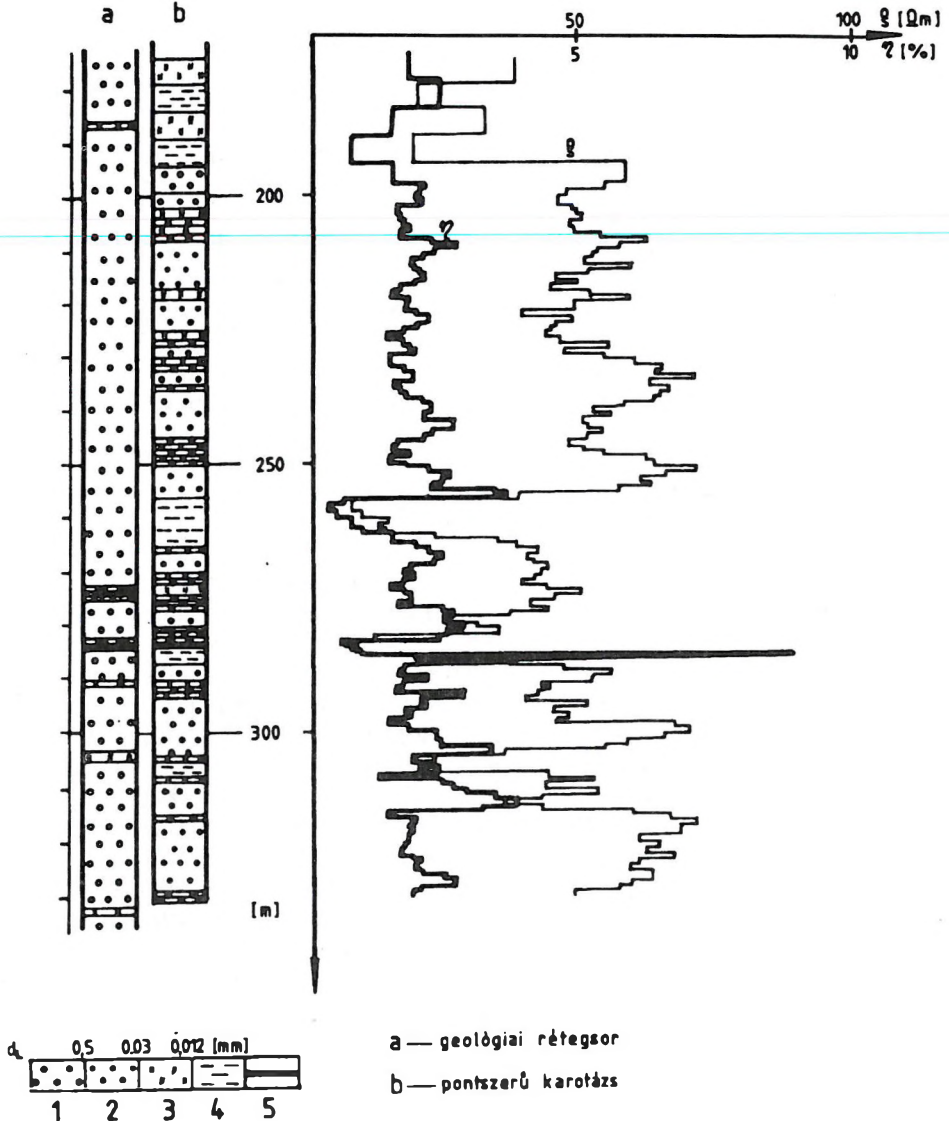 a b
50 100 ϱ [Ωm]
5 10 η [%]
ϱ
200
η
250
300
[m]
d 0,5 0.03 0,012 [mm]
1 2 3 4 5
a — geológiai rétegsor
b — pontszerű karotázs